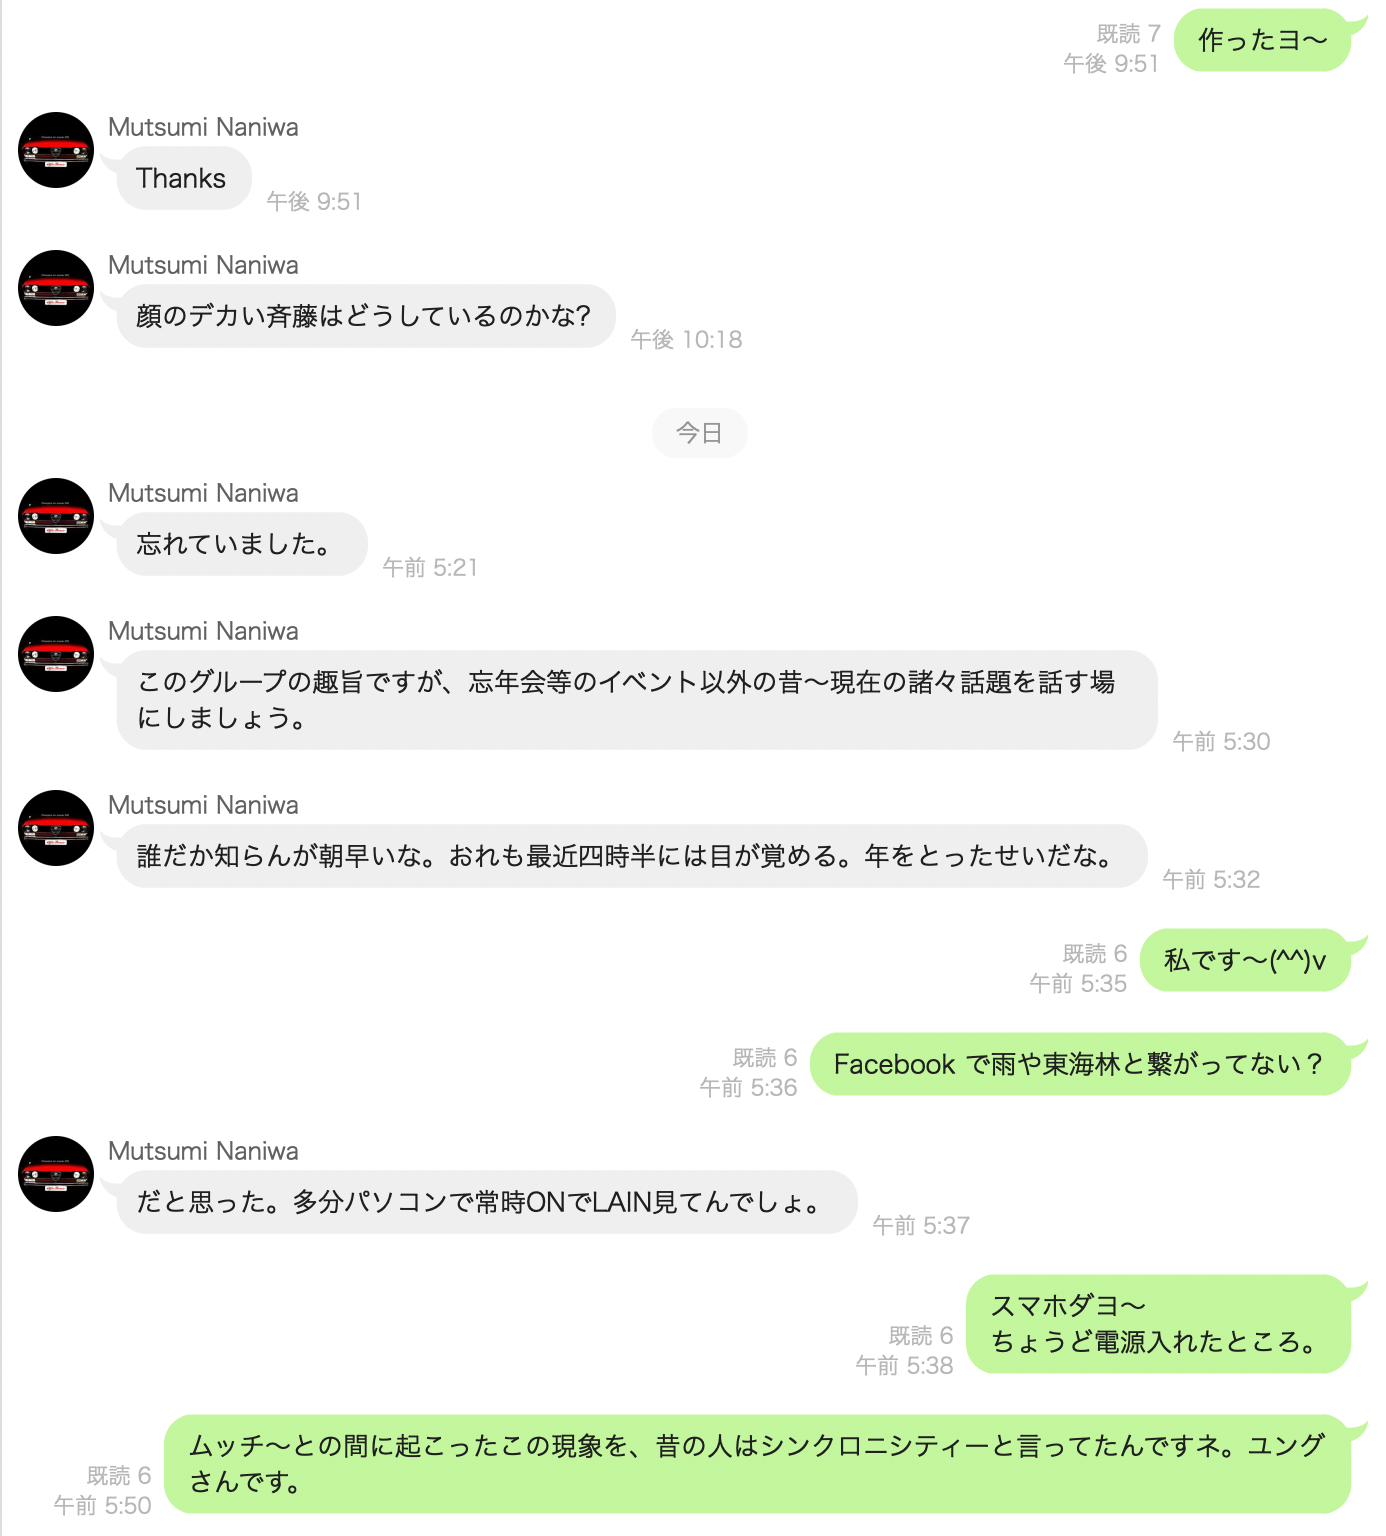 作ったヨ〜
既読 7
午後 9:51
Mutsumi Naniwa
Thanks
午後 9:51
Mutsumi Naniwa
顔のデカい斉藤はどうしているのかな?
午後 10:18
今日
Mutsumi Naniwa
忘れていました。
午前 5:21
Mutsumi Naniwa
このグループの趣旨ですが、忘年会等のイベント以外の昔〜現在の諸々話題を話す場
にしましょう。
午前 5:30
Mutsumi Naniwa
誰だか知らんが朝早いな。おれも最近四時半には目が覚める。年をとったせいだな。
午前 5:32
私です〜(^^)v
既読 6
午前 5:35
Facebook で雨や東海林と繋がってない？
既読 6
午前 5:36
Mutsumi Naniwa
だと思った。多分パソコンで常時ONでLAIN見てんでしょ。
午前 5:37
スマホダヨ〜
ちょうど電源入れたところ。
既読 6
午前 5:38
ムッチ〜との間に起こったこの現象を、昔の人はシンクロニシティーと言ってたんですネ。ユング
さんです。
既読 6
午前 5:50